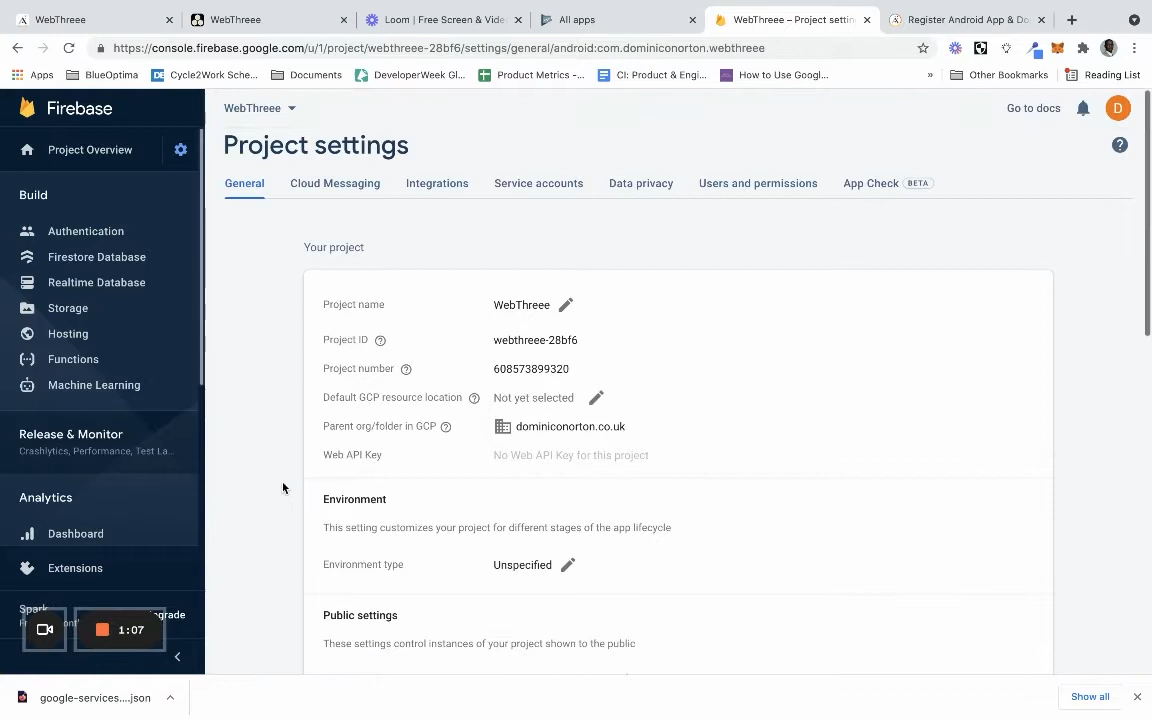 WebThreee
WebThreee
Loom | Free Screen & Vide
All apps
WebThreee – Project settin
Register Android App & Do
https://console.firebase.google.com/u/1/project/webthreee-28bf6/settings/general/android:com.dominiconorton.webthreee
Apps
BlueOptima
Cycle2Work Sche...
Documents
DeveloperWeek Gl...
Product Metrics -...
CI: Product & Engi...
How to Use Googl...
»
Other Bookmarks
Reading List
Firebase
WebThreee
Go to docs
D
Project Overview
Project settings
General
Cloud Messaging
Integrations
Service accounts
Data privacy
Users and permissions
App Check BETA
Build
Authentication
Firestore Database
Realtime Database
Storage
Hosting
Functions
Machine Learning
Release & Monitor
Crashlytics, Performance, Test La...
Analytics
Dashboard
Extensions
Spark
1:07
Your project
Project name
WebThreee
Project ID
webthreee-28bf6
Project number
608573899320
Default GCP resource location
Not yet selected
Parent org/folder in GCP
dominiconorton.co.uk
Web API Key
No Web API Key for this project
Environment
This setting customizes your project for different stages of the app lifecycle
Environment type
Unspecified
Public settings
These settings control instances of your project shown to the public
google-services....json
Show all